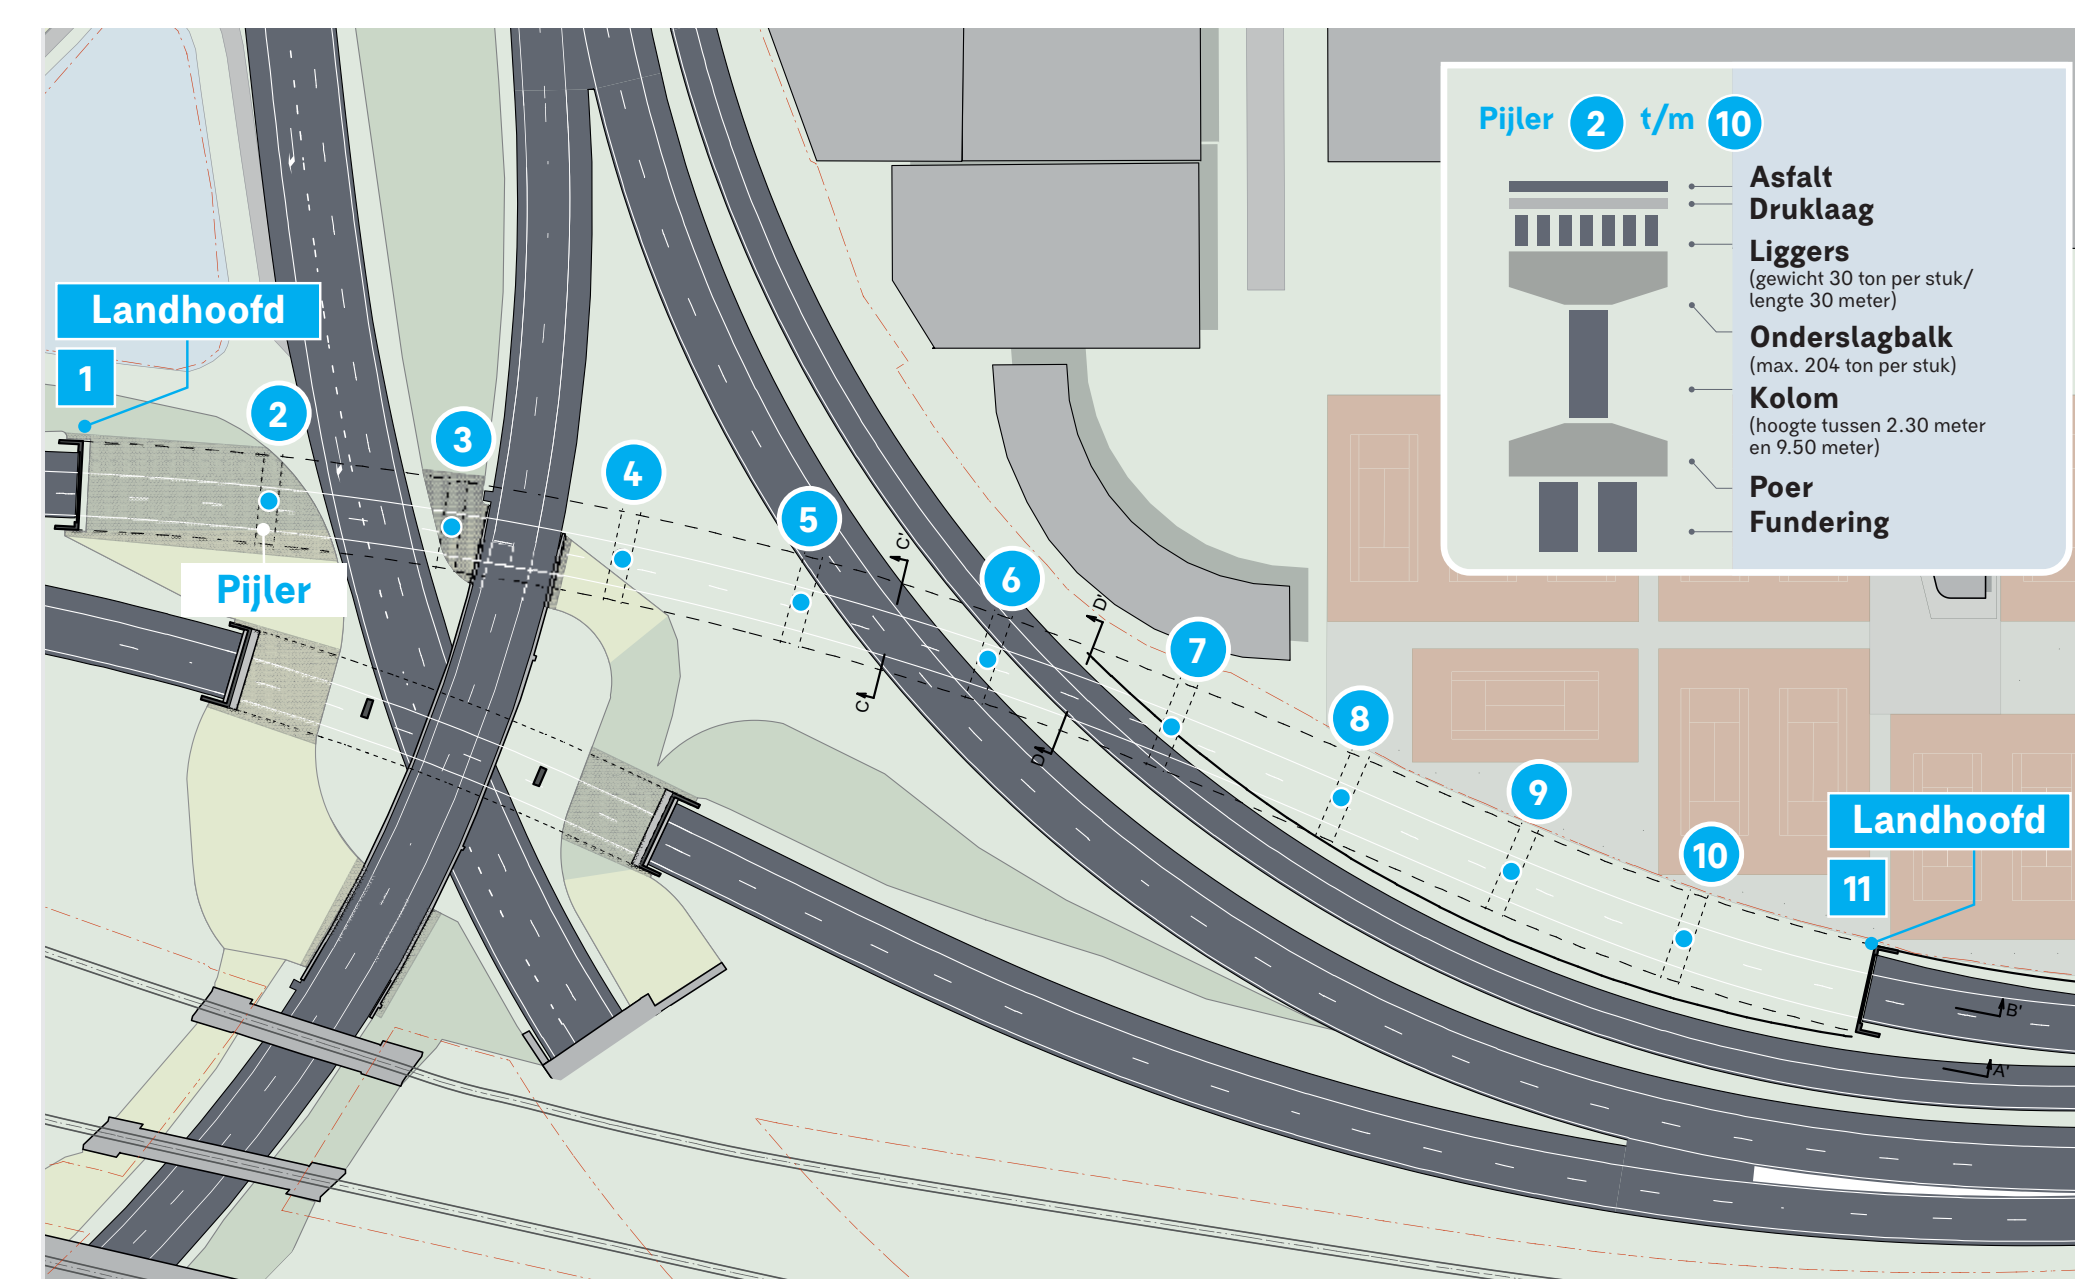 Landhoofd
1
2
3
4
5
6
7
8
9
10
Pijler
C'
C
D'
D
Landhoofd
11
B'
A'
Pijler 2 t/m 10
Asfalt
Druklaag
Liggers
(gewicht 30 ton per stuk/
lengte 30 meter)
Onderslagbalk
(max. 204 ton per stuk)
Kolom
(hoogte tussen 2.30 meter
en 9.50 meter)
Poer
Fundering